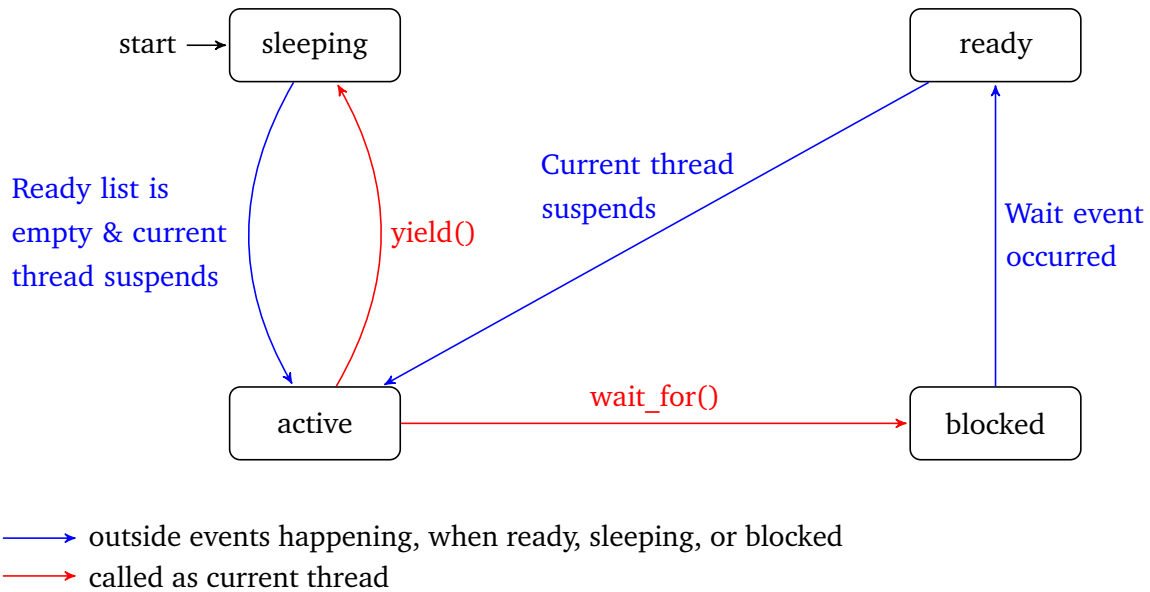 start
sleeping
ready
Ready list is
empty & current
thread suspends
yield()
Current thread
suspends
Wait event
occurred
active
wait_for()
blocked
outside events happening, when ready, sleeping, or blocked
called as current thread